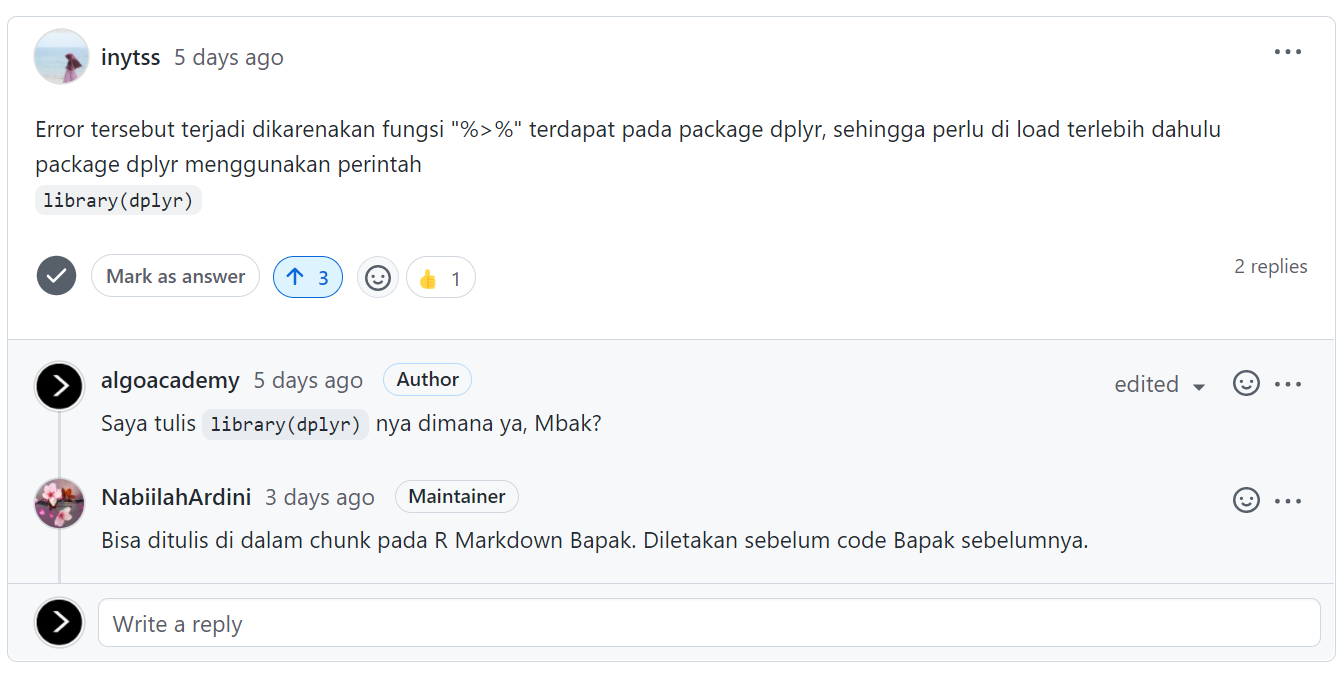 inytss 5 days ago
Error tersebut terjadi dikarenakan fungsi "%>%" terdapat pada package dplyr, sehingga perlu di load terlebih dahulu
package dplyr menggunakan perintah
library(dplyr)
Mark as answer 3 1 2 replies
algoacademy 5 days ago Author edited
Saya tulis library(dplyr) nya dimana ya, Mbak?
NabiilahArdini 3 days ago Maintainer
Bisa ditulis di dalam chunk pada R Markdown Bapak. Diletakan sebelum code Bapak sebelumnya.
Write a reply